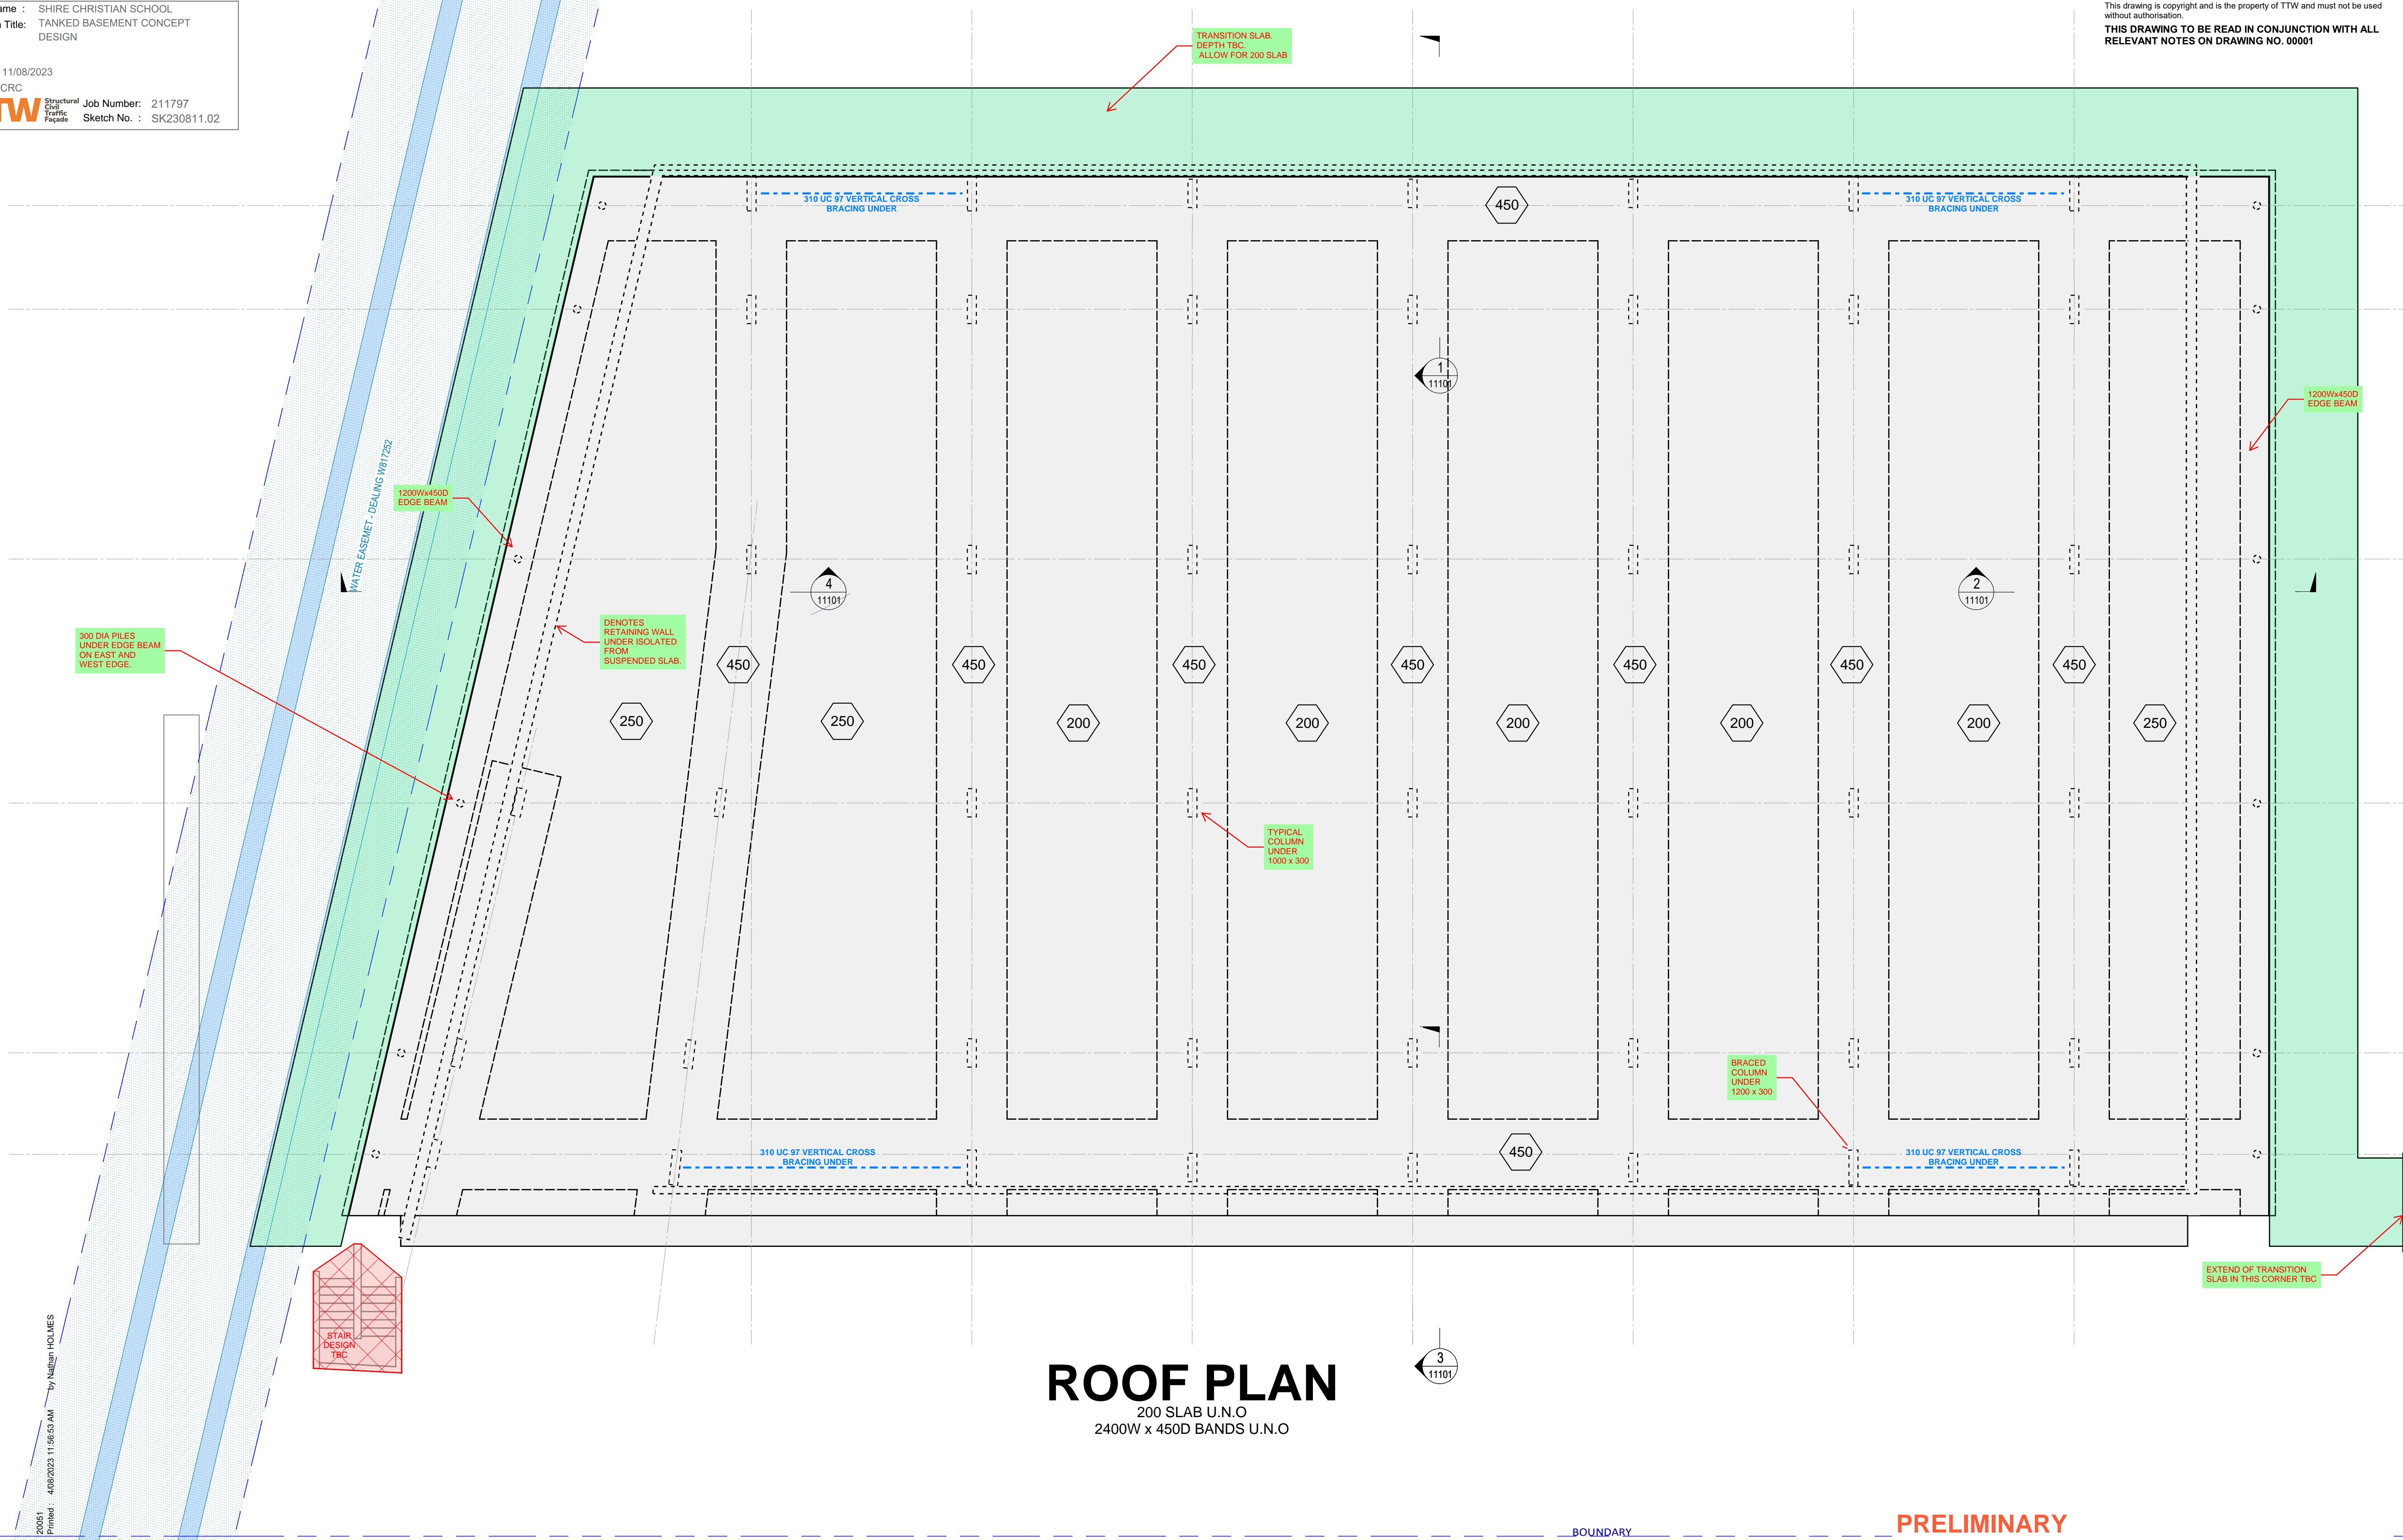 ame : SHIRE CHRISTIAN SCHOOL
Title: TANKED BASEMENT CONCEPT
DESIGN
11/08/2023
CRC
TW Structural
Civil
Traffic
Façade
Job Number: 211797
Sketch No. : SK230811.02
This drawing is copyright and is the property of TTW and must not be used
without authorisation.
THIS DRAWING TO BE READ IN CONJUNCTION WITH ALL
RELEVANT NOTES ON DRAWING NO. 00001
TRANSITION SLAB.
DEPTH TBC.
ALLOW FOR 200 SLAB
310 UC 97 VERTICAL CROSS
BRACING UNDER
450
310 UC 97 VERTICAL CROSS
BRACING UNDER
1
11101
1200Wx450D
EDGE BEAM
WATER EASEMET - DEALING W817252
1200Wx450D
EDGE BEAM
4
11101
2
11101
300 DIA PILES
UNDER EDGE BEAM
ON EAST AND
WEST EDGE.
DENOTES
RETAINING WALL
UNDER ISOLATED
FROM
SUSPENDED SLAB.
450
450
450
450
450
450
450
250
250
200
200
200
200
200
250
TYPICAL
COLUMN
UNDER
1000 x 300
BRACED
COLUMN
UNDER
1200 x 300
310 UC 97 VERTICAL CROSS
BRACING UNDER
450
310 UC 97 VERTICAL CROSS
BRACING UNDER
EXTEND OF TRANSITION
SLAB IN THIS CORNER TBC
STAIR
DESIGN
TBC
3
11101
ROOF PLAN
200 SLAB U.N.O
2400W x 450D BANDS U.N.O
20051
Printed : 4/08/2023 11:56:53 AM by Nathan HOLMES
BOUNDARY
PRELIMINARY